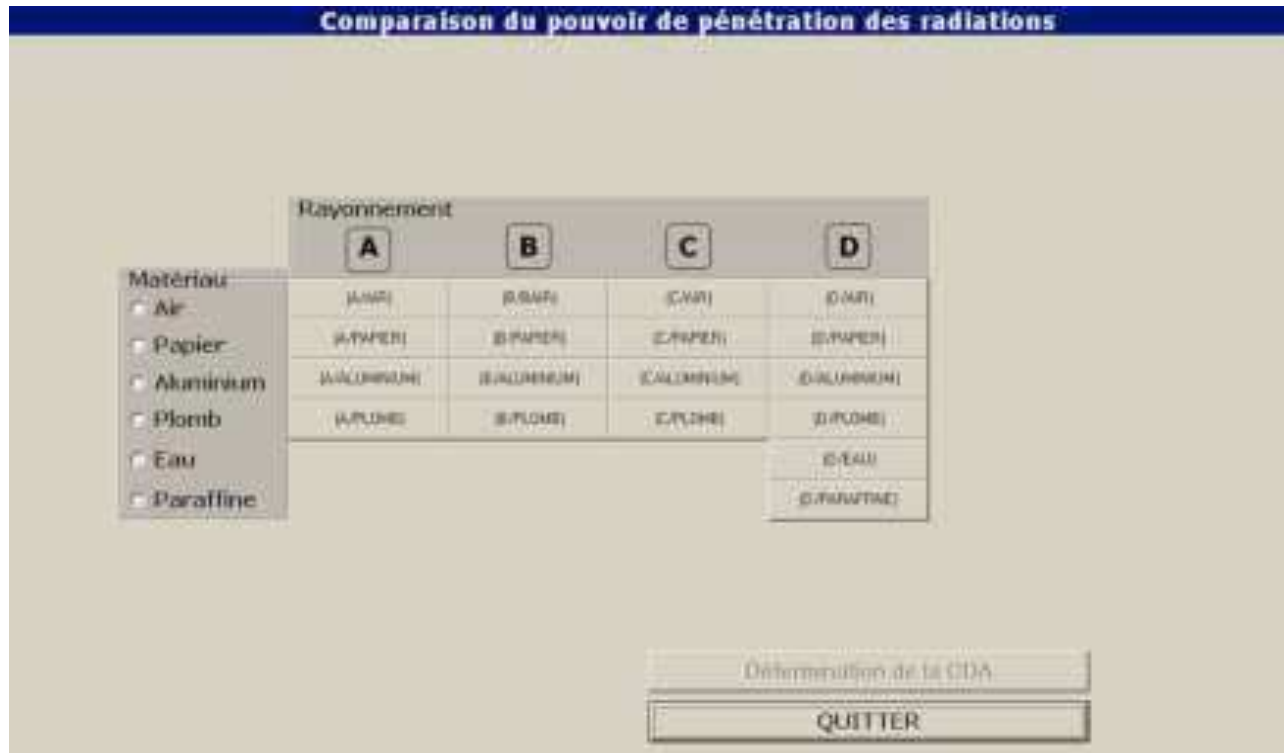 Comparaison du pouvoir de pénétration des radiations
Rayonnement
A B C D
Matériau
Air (A/AIR) (C/AIR) (D/AIR)
Papier (A/PAPIER) (B/PAPIER) (C/PAPIER) (D/PAPIER)
Aluminium (A/ALUMINIUM) (B/ALUMINIUM) (C/ALUMINIUM) (D/ALUMINIUM)
Plomb (A/PLOMB) (B/PLOMB) (C/PLOMB) (D/PLOMB)
Eau (D/EAU)
Paraffine (D/PARAFFINE)
Détermination de la CDA
QUITTER